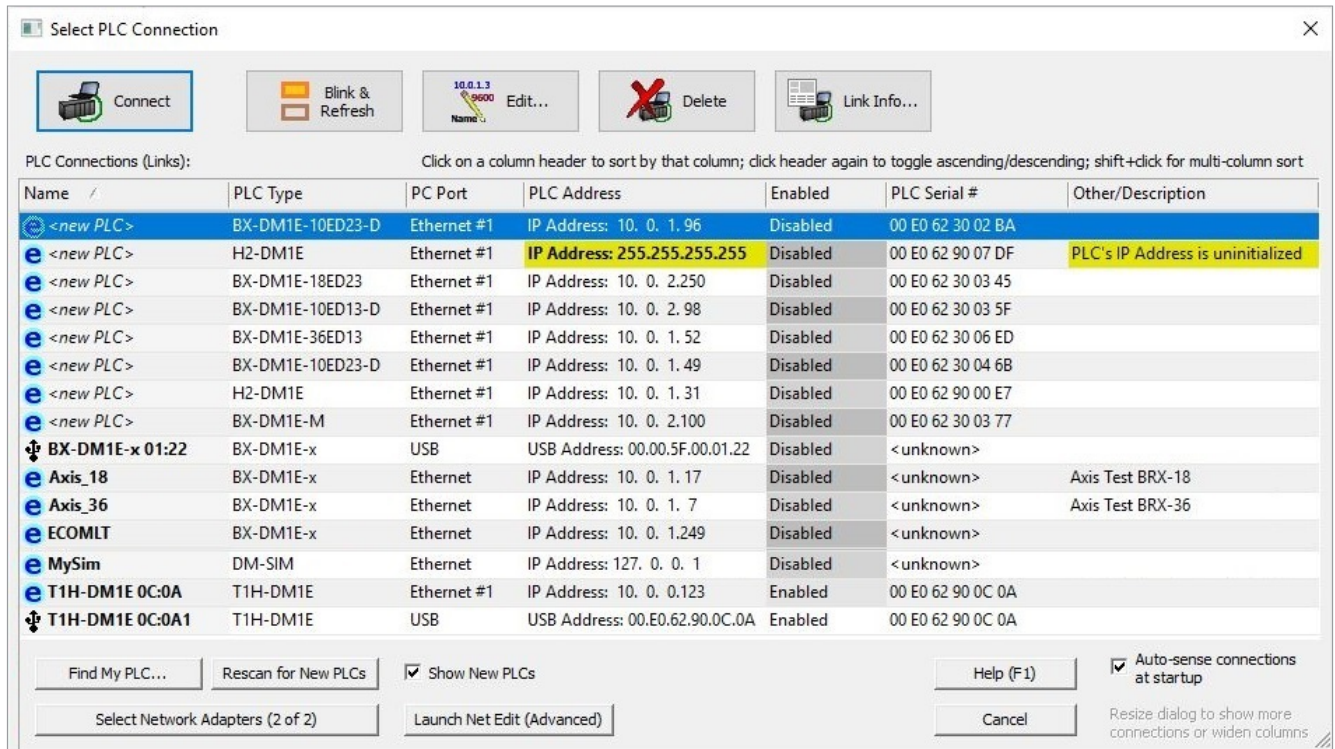 Select PLC Connection
Connect
Blink &
Refresh
10.0.1.3
9600
Name
Edit...
Delete
Link Info...
PLC Connections (Links):
Click on a column header to sort by that column; click header again to toggle ascending/descending; shift+click for multi-column sort
Name PLC Type PC Port PLC Address Enabled PLC Serial # Other/Description
<new PLC> BX-DM1E-10ED23-D Ethernet #1 IP Address: 10. 0. 1. 96 Disabled 00 E0 62 30 02 BA
<new PLC> H2-DM1E Ethernet #1 IP Address: 255.255.255.255 Disabled 00 E0 62 90 07 DF PLC's IP Address is uninitialized
<new PLC> BX-DM1E-18ED23 Ethernet #1 IP Address: 10. 0. 2.250 Disabled 00 E0 62 30 03 45
<new PLC> BX-DM1E-10ED13-D Ethernet #1 IP Address: 10. 0. 2. 98 Disabled 00 E0 62 30 03 5F
<new PLC> BX-DM1E-36ED13 Ethernet #1 IP Address: 10. 0. 1. 52 Disabled 00 E0 62 30 06 ED
<new PLC> BX-DM1E-10ED23-D Ethernet #1 IP Address: 10. 0. 1. 49 Disabled 00 E0 62 30 04 6B
<new PLC> H2-DM1E Ethernet #1 IP Address: 10. 0. 1. 31 Disabled 00 E0 62 90 00 E7
<new PLC> BX-DM1E-M Ethernet #1 IP Address: 10. 0. 2.100 Disabled 00 E0 62 30 03 77
BX-DM1E-x 01:22 BX-DM1E-x USB USB Address: 00.00.5F.00.01.22 Disabled <unknown>
Axis_18 BX-DM1E-x Ethernet IP Address: 10. 0. 1. 17 Disabled <unknown> Axis Test BRX-18
Axis_36 BX-DM1E-x Ethernet IP Address: 10. 0. 1. 7 Disabled <unknown> Axis Test BRX-36
ECOMLT BX-DM1E-x Ethernet IP Address: 10. 0. 1.249 Disabled <unknown>
MySim DM-SIM Ethernet IP Address: 127. 0. 0. 1 Disabled <unknown>
T1H-DM1E 0C:0A T1H-DM1E Ethernet #1 IP Address: 10. 0. 0.123 Enabled 00 E0 62 90 0C 0A
T1H-DM1E 0C:0A1 T1H-DM1E USB USB Address: 00.E0.62.90.0C.0A Enabled 00 E0 62 90 0C 0A
Find My PLC...
Rescan for New PLCs
Show New PLCs
Help (F1)
Auto-sense connections
at startup
Select Network Adapters (2 of 2)
Launch Net Edit (Advanced)
Cancel
Resize dialog to show more
connections or widen columns